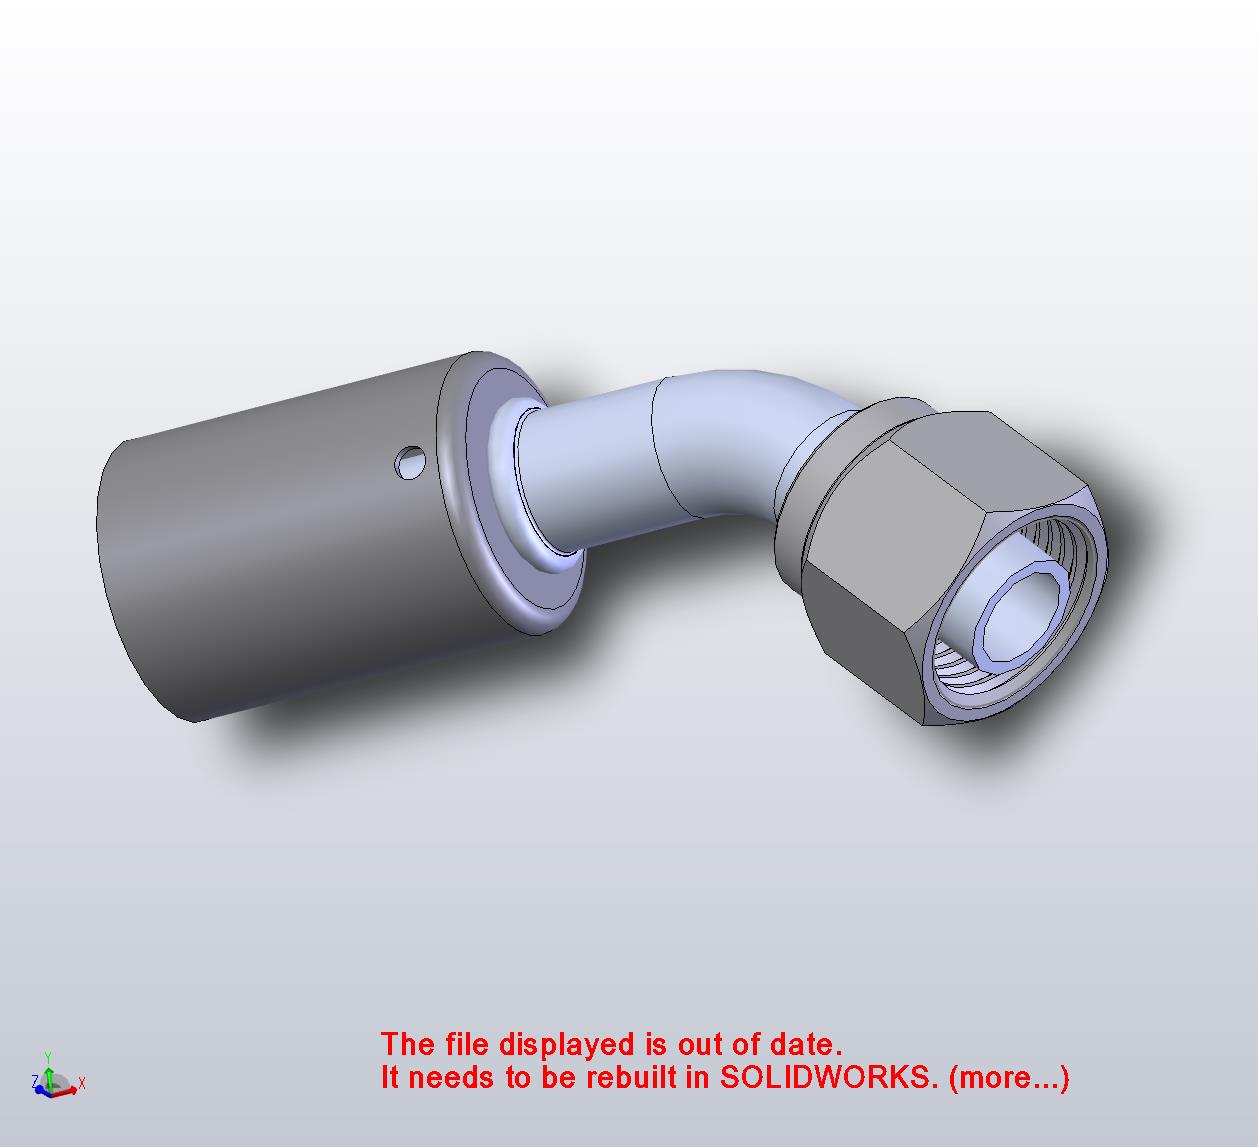 The file displayed is out of date.
It needs to be rebuilt in SOLIDWORKS. (more...)
Y
Z
X